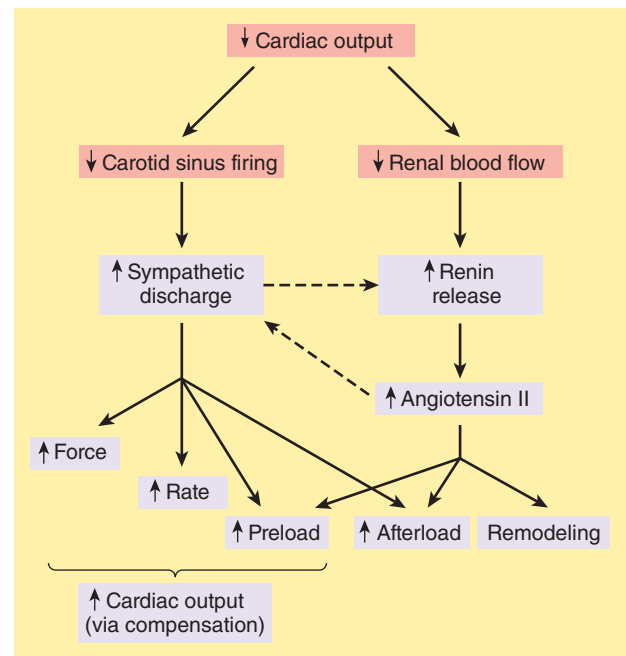 ↓ Cardiac output
↓ Carotid sinus firing
↓ Renal blood flow
↑ Sympathetic
discharge
↑ Renin
release
↑ Angiotensin II
↑ Force
↑ Rate
↑ Preload
↑ Afterload
Remodeling
↑ Cardiac output
(via compensation)